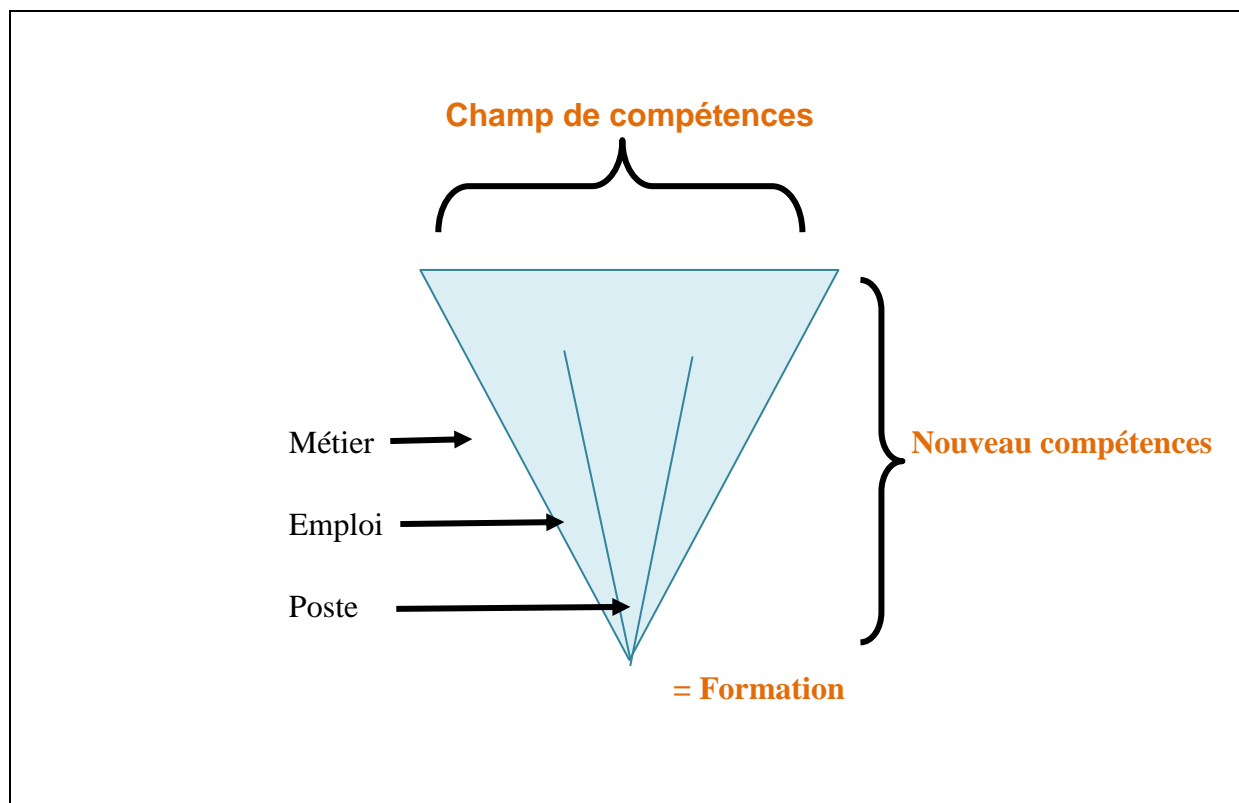 Champ de compétences
Métier
Nouveau compétences
Emploi
Poste
= Formation